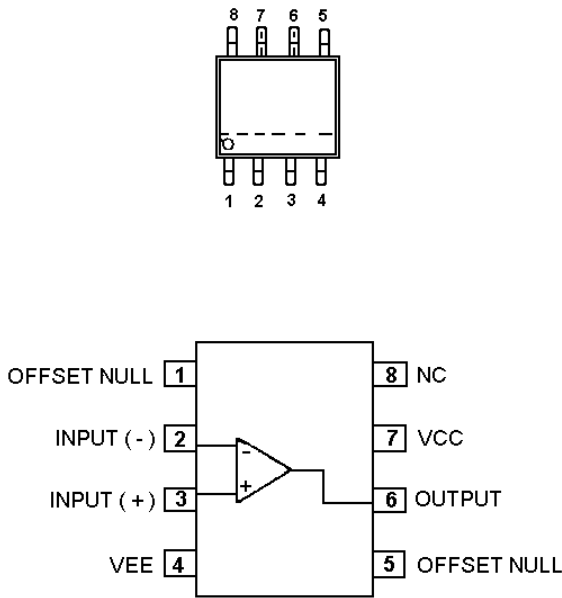 8 7 6 5
1 2 3 4
OFFSET NULL 1 8 NC
INPUT ( - ) 2 - 7 VCC
INPUT ( + ) 3 + 6 OUTPUT
VEE 4 5 OFFSET NULL